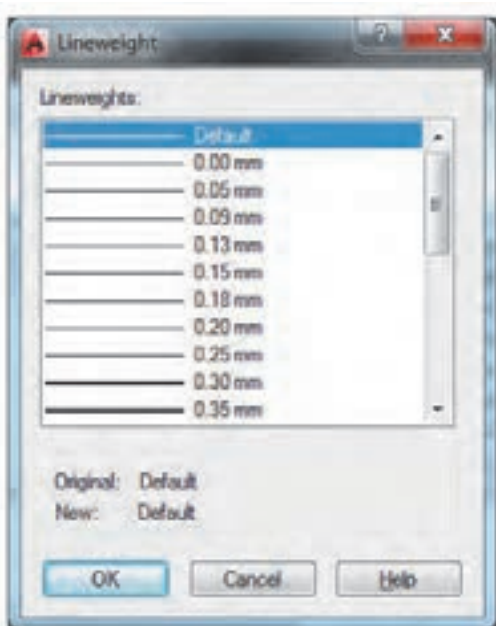 Lineweight
Lineweights:
Default
0.00 mm
0.05 mm
0.09 mm
0.13 mm
0.15 mm
0.18 mm
0.20 mm
0.25 mm
0.30 mm
0.35 mm
Original: Default
New: Default
OK Cancel Help